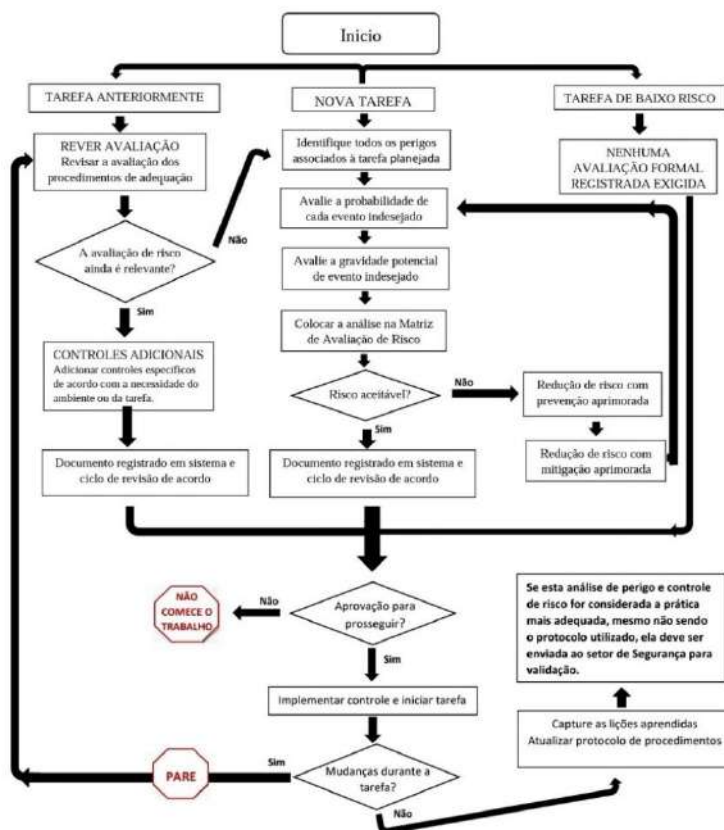 Inicio
TAREFA ANTERIORMENTE
NOVA TAREFA
TAREFA DE BAIXO RISCO
REVER AVALIAÇÃO
Revisar a avaliação dos
procedimentos de adequação
Identifique todos os perigos
associados à tarefa planejada
NENHUMA
AVALIAÇÃO FORMAL
REGISTRADA EXIGIDA
Avalie a probabilidade de
cada evento indesejado
A avaliação de risco
ainda é relevante?
Não
Avalie a gravidade potencial
de evento indesejado
Sim
Colocar a análise na Matriz
de Avaliação de Risco
CONTROLES ADICIONAIS
Adicionar controles específicos
de acordo com a necessidade do
ambiente ou da tarefa.
Risco aceitável?
Não
Redução de risco com
prevenção aprimorada
Sim
Redução de risco com
mitigação aprimorada
Documento registrado em sistema e
ciclo de revisão de acordo
Documento registrado em sistema e
ciclo de revisão de acordo
NÃO
COMECE O
TRABALHO
Não
Aprovação para
prosseguir?
Sim
Se esta análise de perigo e controle
de risco for considerada a prática
mais adequada, mesmo não sendo
o protocolo utilizado, ela deve ser
enviada ao setor de Segurança para
validação.
Implementar controle e iniciar tarefa
Capture as lições aprendidas
Atualizar protocolo de procedimentos
PARE
Sim
Mudanças durante a
tarefa?
Não